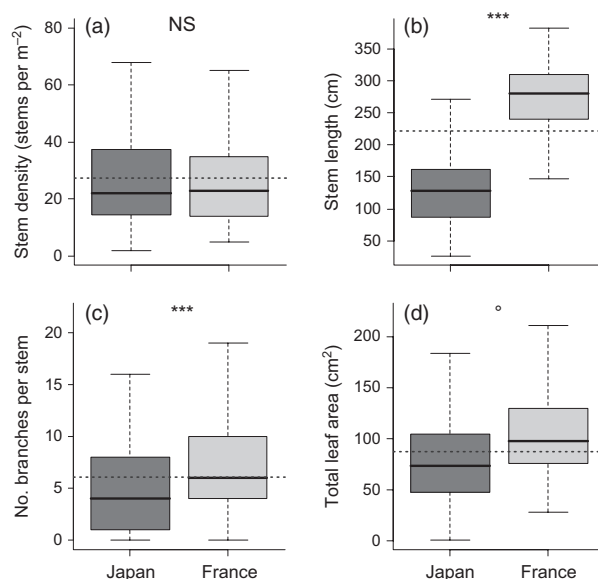 (a) NS
Stem density (stems per m⁻²)
80
60
40
20
0
(b) ***
Stem length (cm)
350
300
250
200
150
100
50
(c) ***
No. branches per stem
20
15
10
5
0
Japan France
(d) °
Total leaf area (cm²)
200
150
100
50
0
Japan France